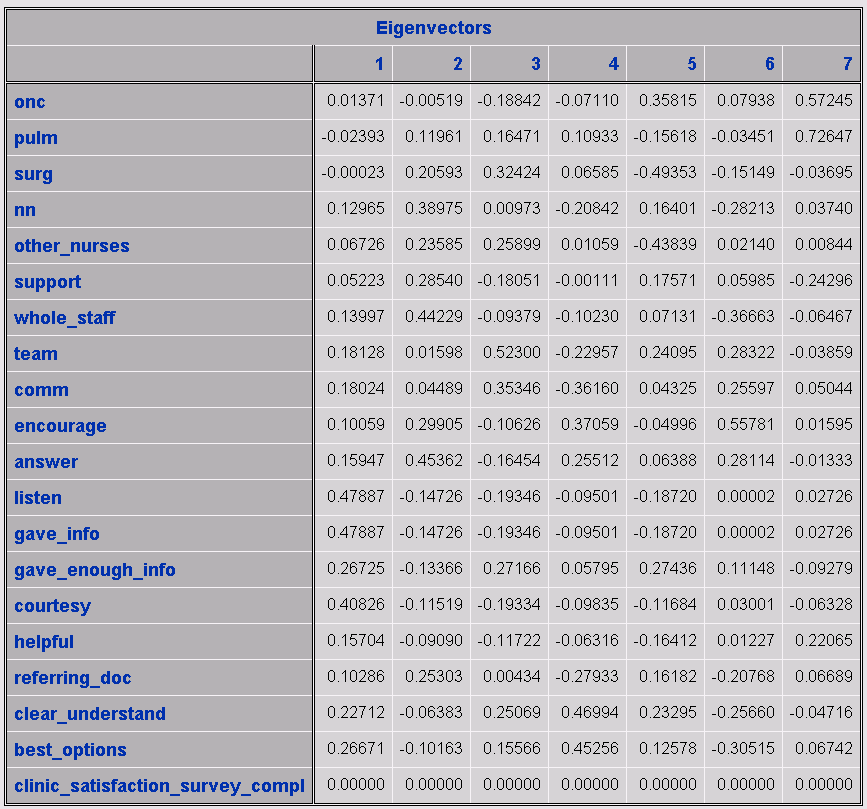 Eigenvectors
1 2 3 4 5 6 7
onc 0.01371 -0.00519 -0.18842 -0.07110 0.35815 0.07938 0.57245
pulm -0.02393 0.11961 0.16471 0.10933 -0.15618 -0.03451 0.72647
surg -0.00023 0.20593 0.32424 0.06585 -0.49353 -0.15149 -0.03695
nn 0.12965 0.38975 0.00973 -0.20842 0.16401 -0.28213 0.03740
other_nurses 0.06726 0.23585 0.25899 0.01059 -0.43839 0.02140 0.00844
support 0.05223 0.28540 -0.18051 -0.00111 0.17571 0.05985 -0.24296
whole_staff 0.13997 0.44229 -0.09379 -0.10230 0.07131 -0.36663 -0.06467
team 0.18128 0.01598 0.52300 -0.22957 0.24095 0.28322 -0.03859
comm 0.18024 0.04489 0.35346 -0.36160 0.04325 0.25597 0.05044
encourage 0.10059 0.29905 -0.10626 0.37059 -0.04996 0.55781 0.01595
answer 0.15947 0.45362 -0.16454 0.25512 0.06388 0.28114 -0.01333
listen 0.47887 -0.14726 -0.19346 -0.09501 -0.18720 0.00002 0.02726
gave_info 0.47887 -0.14726 -0.19346 -0.09501 -0.18720 0.00002 0.02726
gave_enough_info 0.26725 -0.13366 0.27166 0.05795 0.27436 0.11148 -0.09279
courtesy 0.40826 -0.11519 -0.19334 -0.09835 -0.11684 0.03001 -0.06328
helpful 0.15704 -0.09090 -0.11722 -0.06316 -0.16412 0.01227 0.22065
referring_doc 0.10286 0.25303 0.00434 -0.27933 0.16182 -0.20768 0.06689
clear_understand 0.22712 -0.06383 0.25069 0.46994 0.23295 -0.25660 -0.04716
best_options 0.26671 -0.10163 0.15566 0.45256 0.12578 -0.30515 0.06742
clinic_satisfaction_survey_compl 0.00000 0.00000 0.00000 0.00000 0.00000 0.00000 0.00000